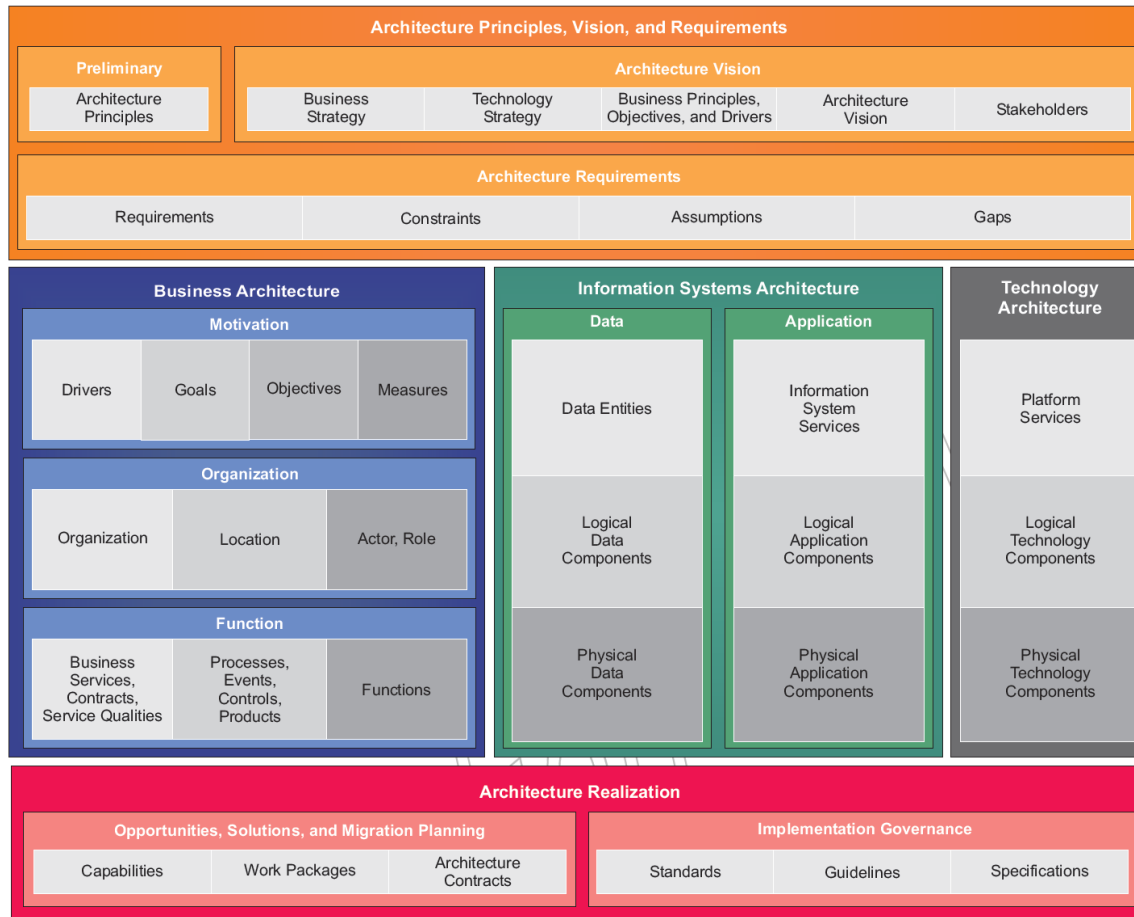 Architecture Principles, Vision, and Requirements
Preliminary
Architecture
Principles
Architecture Vision
Business
Strategy
Technology
Strategy
Business Principles,
Objectives, and Drivers
Architecture
Vision
Stakeholders
Architecture Requirements
Requirements
Constraints
Assumptions
Gaps
Business Architecture
Motivation
Drivers
Goals
Objectives
Measures
Organization
Organization
Location
Actor, Role
Function
Business
Services,
Contracts,
Service Qualities
Processes,
Events,
Controls,
Products
Functions
Information Systems Architecture
Data
Data Entities
Logical
Data
Components
Physical
Data
Components
Application
Information
System
Services
Logical
Application
Components
Physical
Application
Components
Technology
Architecture
Platform
Services
Logical
Technology
Components
Physical
Technology
Components
Architecture Realization
Opportunities, Solutions, and Migration Planning
Capabilities
Work Packages
Architecture
Contracts
Implementation Governance
Standards
Guidelines
Specifications